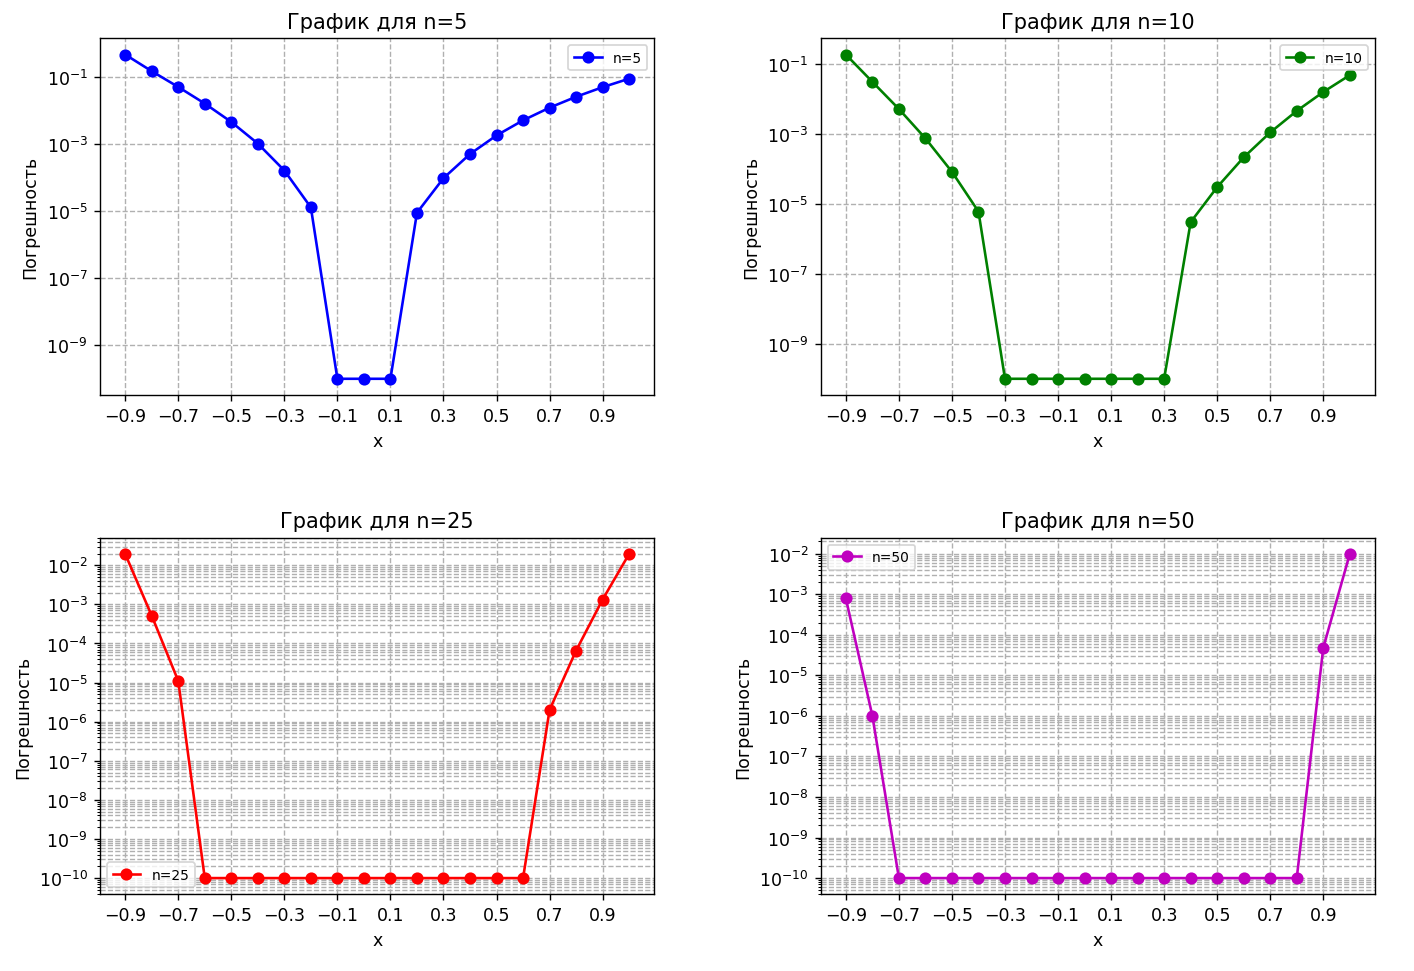 График для n=5
n=5
Погрешность
10⁻¹
10⁻³
10⁻⁵
10⁻⁷
10⁻⁹
−0.9 −0.7 −0.5 −0.3 −0.1 0.1 0.3 0.5 0.7 0.9
x
График для n=10
n=10
Погрешность
10⁻¹
10⁻³
10⁻⁵
10⁻⁷
10⁻⁹
−0.9 −0.7 −0.5 −0.3 −0.1 0.1 0.3 0.5 0.7 0.9
x
График для n=25
n=25
Погрешность
10⁻²
10⁻³
10⁻⁴
10⁻⁵
10⁻⁶
10⁻⁷
10⁻⁸
10⁻⁹
10⁻¹⁰
−0.9 −0.7 −0.5 −0.3 −0.1 0.1 0.3 0.5 0.7 0.9
x
График для n=50
n=50
Погрешность
10⁻²
10⁻³
10⁻⁴
10⁻⁵
10⁻⁶
10⁻⁷
10⁻⁸
10⁻⁹
10⁻¹⁰
−0.9 −0.7 −0.5 −0.3 −0.1 0.1 0.3 0.5 0.7 0.9
x